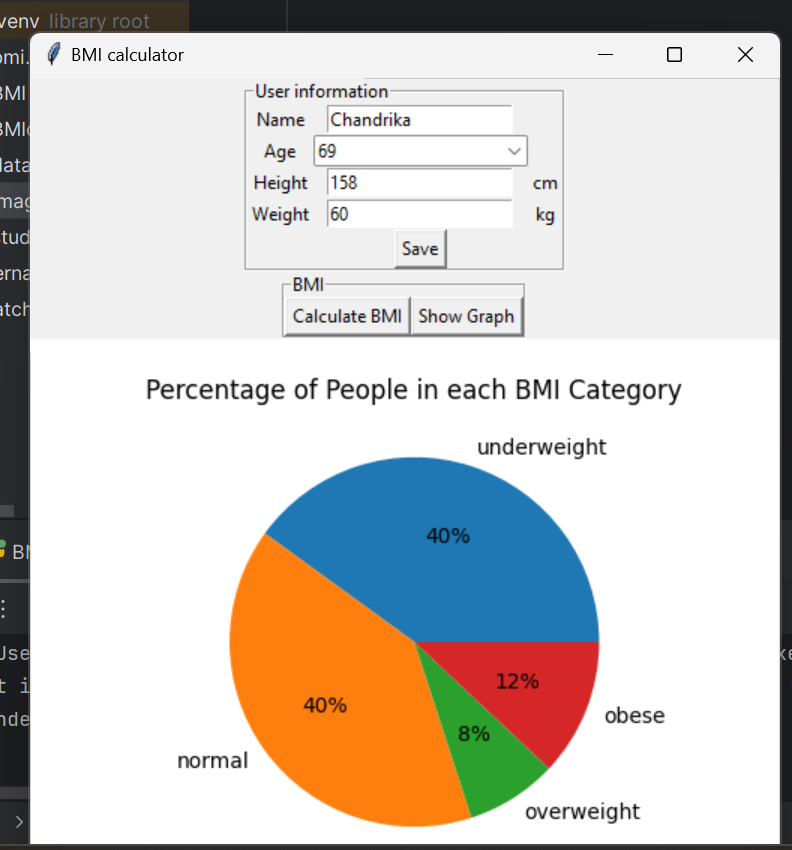 venv library root
BMI calculator
User information
Name Chandrika
Age 69
Height 158 cm
Weight 60 kg
Save
BMI
Calculate BMI Show Graph
Percentage of People in each BMI Category
underweight
40%
12%
40%
obese
8%
normal
overweight